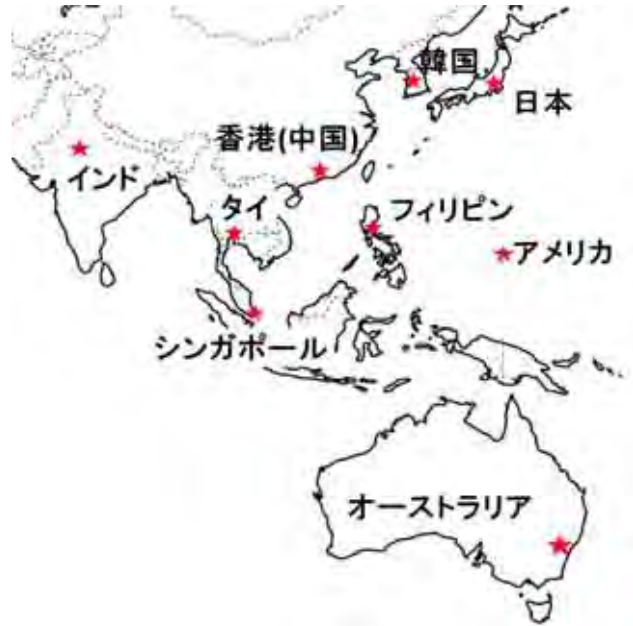 韓国
日本
香港(中国)
インド
タイ
フィリピン
アメリカ
シンガポール
オーストラリア